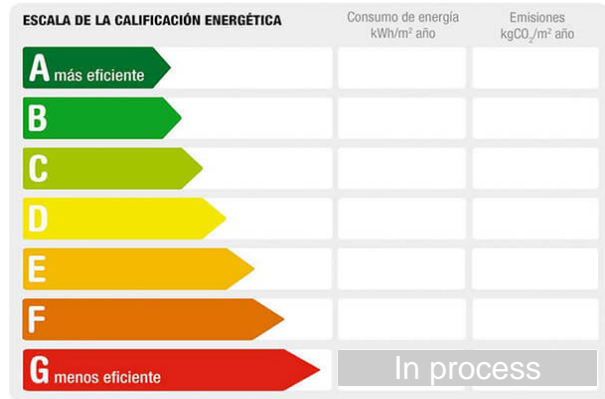 ESCALA DE LA CALIFICACIÓN ENERGÉTICA
Consumo de energía
kWh/m² año
Emisiones
kgCO₂/m² año
A más eficiente
B
C
D
E
F
G menos eficiente
In process